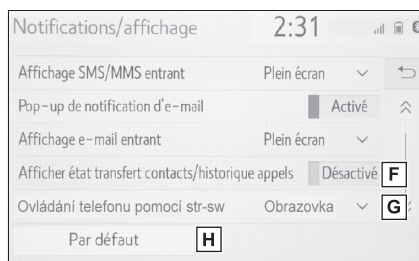 Notifications/affichage 2:31
Affichage SMS/MMS entrant Plein écran
Pop-up de notification d'e-mail Activé
Affichage e-mail entrant Plein écran
Afficher état transfert contacts/historique appels Désactivé F
Ovládání telefonu pomocí str-sw Obrazovka G
Par défaut H